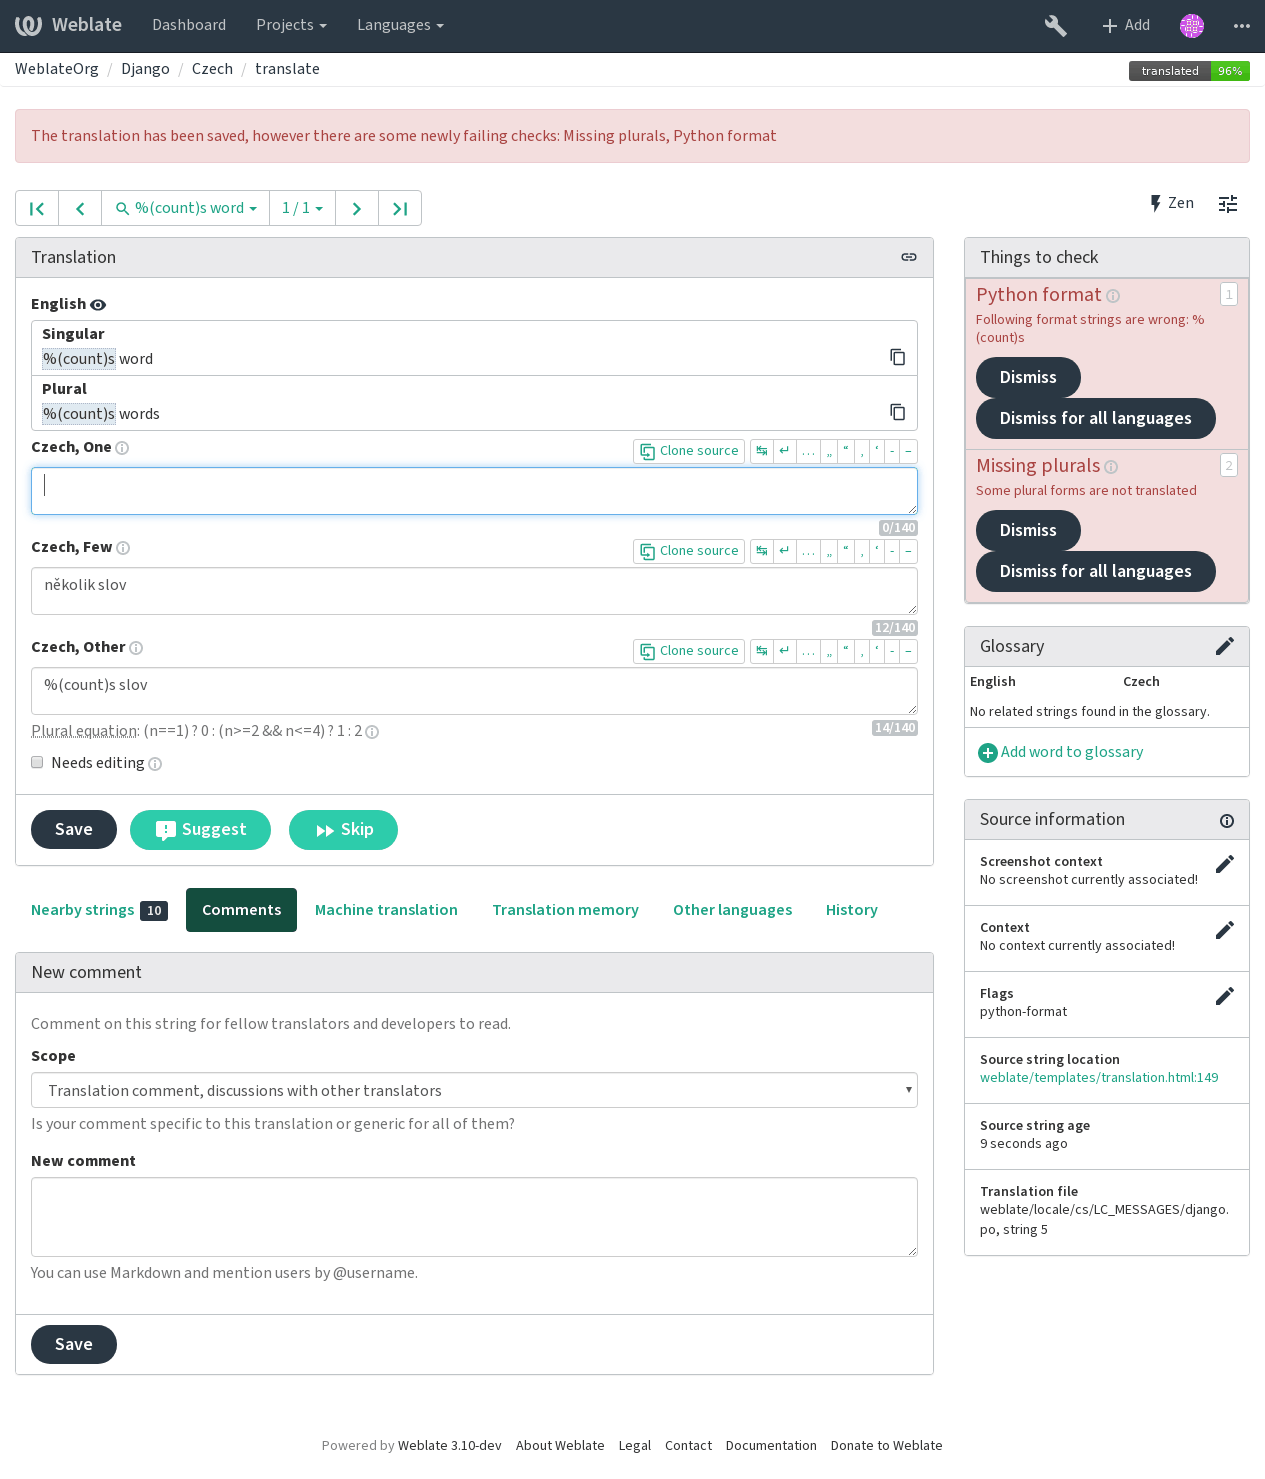 Weblate Dashboard Projects Languages Add
WeblateOrg / Django / Czech / translate
translated 96%
The translation has been saved, however there are some newly failing checks: Missing plurals, Python format
%(count)s word 1 / 1
Zen
Translation
English
Singular
%(count)s word
Plural
%(count)s words
Czech, One Clone source ↹ ↵ … „ “ ‚ ‘ - –
0/140
Czech, Few Clone source ↹ ↵ … „ “ ‚ ‘ - –
několik slov
12/140
Czech, Other Clone source ↹ ↵ … „ “ ‚ ‘ - –
%(count)s slov
14/140
Plural equation: (n==1) ? 0 : (n>=2 && n<=4) ? 1 : 2
Needs editing
Save Suggest Skip
Nearby strings 10 Comments Machine translation Translation memory Other languages History
New comment
Comment on this string for fellow translators and developers to read.
Scope
Translation comment, discussions with other translators
Is your comment specific to this translation or generic for all of them?
New comment
You can use Markdown and mention users by @username.
Save
Things to check
Python format 1
Following format strings are wrong: %
(count)s
Dismiss
Dismiss for all languages
Missing plurals 2
Some plural forms are not translated
Dismiss
Dismiss for all languages
Glossary
English Czech
No related strings found in the glossary.
Add word to glossary
Source information
Screenshot context
No screenshot currently associated!
Context
No context currently associated!
Flags
python-format
Source string location
weblate/templates/translation.html:149
Source string age
9 seconds ago
Translation file
weblate/locale/cs/LC_MESSAGES/django.
po, string 5
Powered by Weblate 3.10-dev About Weblate Legal Contact Documentation Donate to Weblate